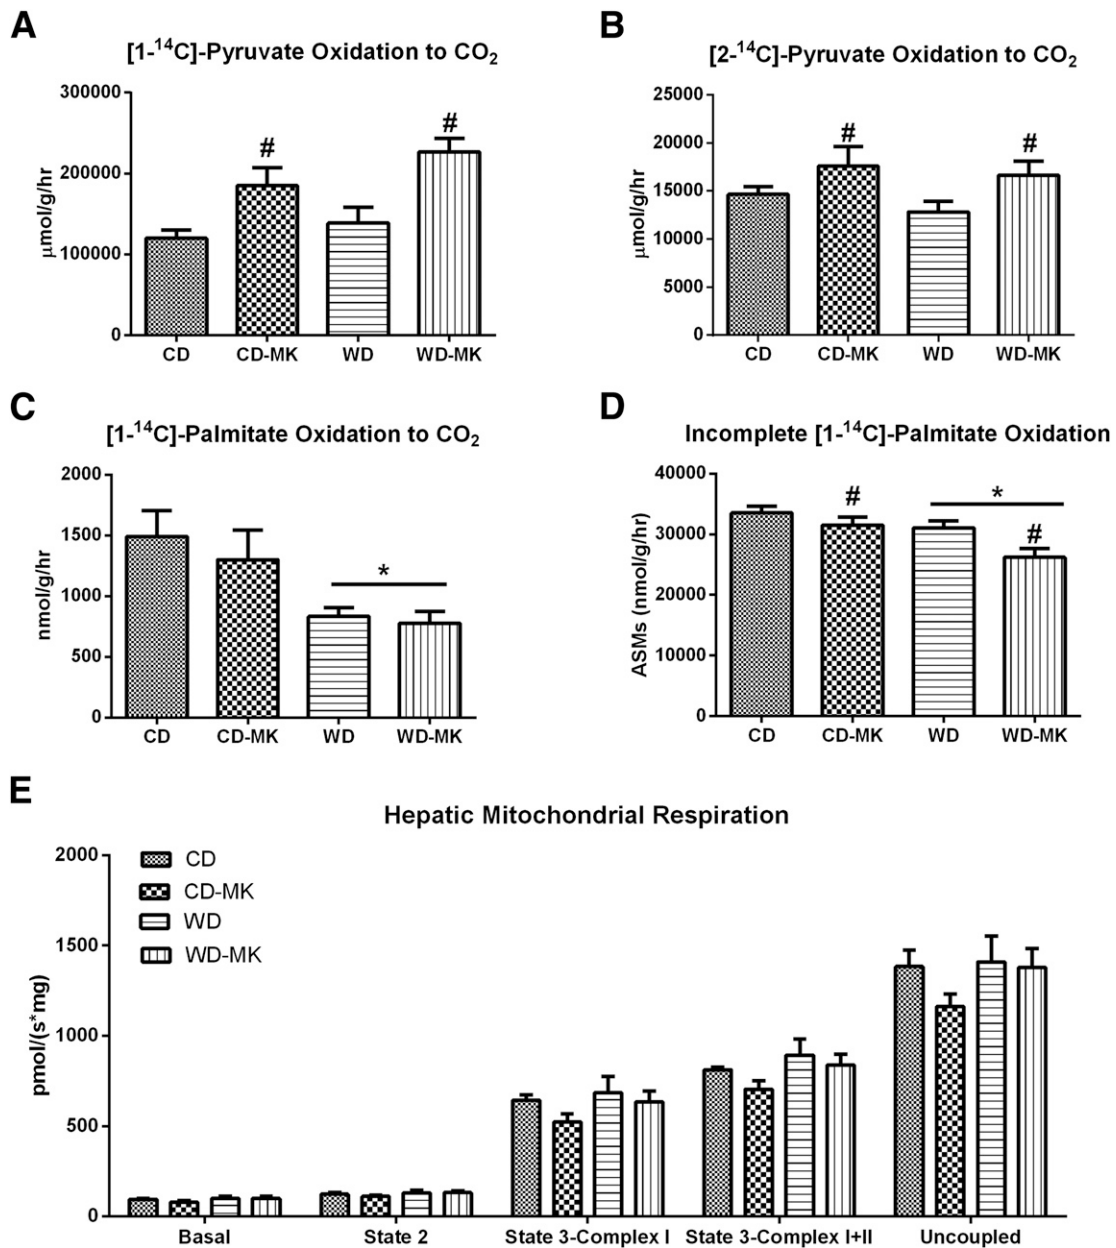 A
[1-¹⁴C]-Pyruvate Oxidation to CO₂
300000
200000
100000
0
μmol/g/hr
#
#
CD
CD-MK
WD
WD-MK
B
[2-¹⁴C]-Pyruvate Oxidation to CO₂
25000
20000
15000
10000
5000
0
μmol/g/hr
#
#
CD
CD-MK
WD
WD-MK
C
[1-¹⁴C]-Palmitate Oxidation to CO₂
2000
1500
1000
500
0
nmol/g/hr
*
CD
CD-MK
WD
WD-MK
D
Incomplete [1-¹⁴C]-Palmitate Oxidation
40000
30000
20000
10000
0
ASMs (nmol/g/hr)
#
*
#
CD
CD-MK
WD
WD-MK
E
Hepatic Mitochondrial Respiration
2000
1500
1000
500
0
pmol/(s*mg)
CD
CD-MK
WD
WD-MK
Basal
State 2
State 3-Complex I
State 3-Complex I+II
Uncoupled